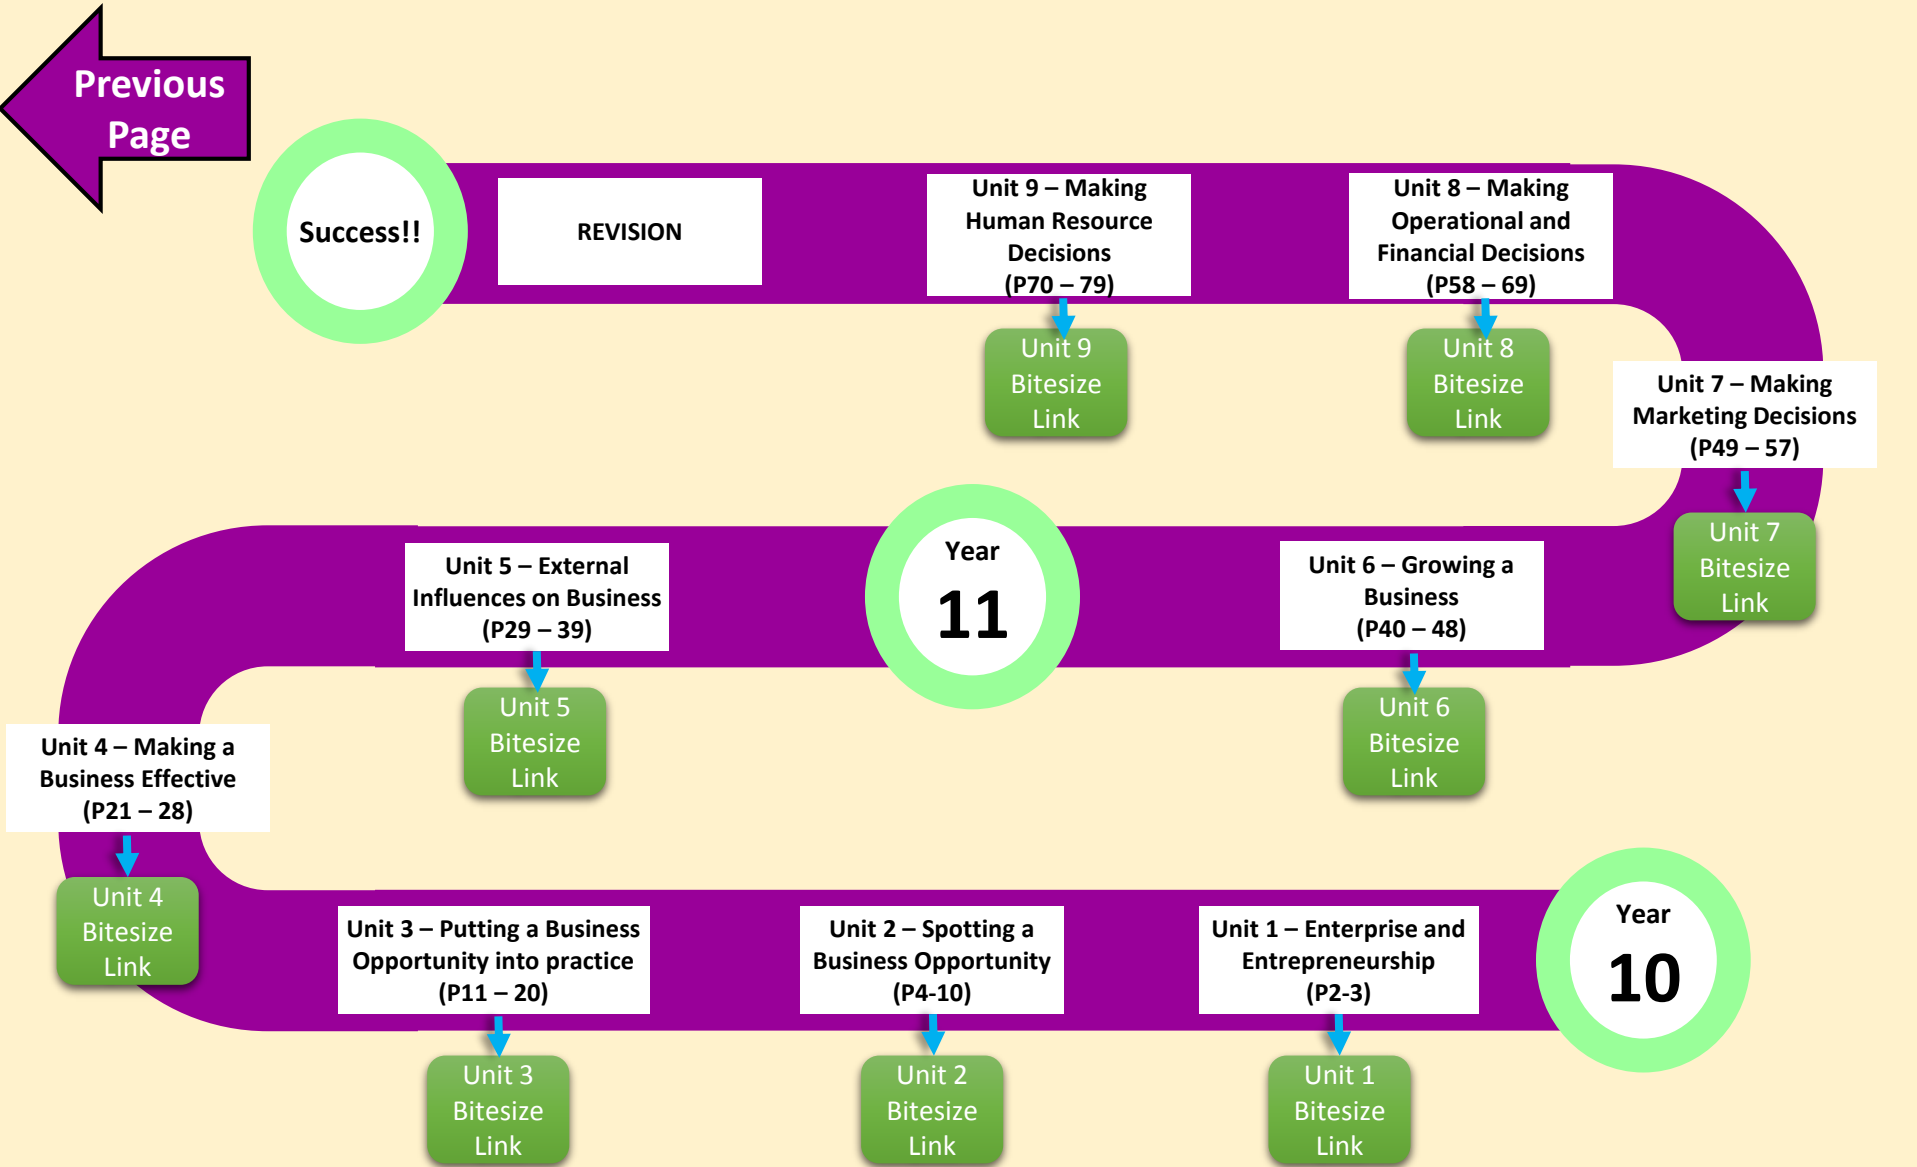 Previous
Page
Success!!
REVISION
Unit 9 – Making
Human Resource
Decisions
(P70 – 79)
Unit 8 – Making
Operational and
Financial Decisions
(P58 – 69)
Unit 9
Bitesize
Link
Unit 8
Bitesize
Link
Unit 7 – Making
Marketing Decisions
(P49 – 57)
Unit 7
Bitesize
Link
Unit 5 – External
Influences on Business
(P29 – 39)
Year
11
Unit 6 – Growing a
Business
(P40 – 48)
Unit 5
Bitesize
Link
Unit 6
Bitesize
Link
Unit 4 – Making a
Business Effective
(P21 – 28)
Unit 4
Bitesize
Link
Unit 3 – Putting a Business
Opportunity into practice
(P11 – 20)
Unit 2 – Spotting a
Business Opportunity
(P4-10)
Unit 1 – Enterprise and
Entrepreneurship
(P2-3)
Year
10
Unit 3
Bitesize
Link
Unit 2
Bitesize
Link
Unit 1
Bitesize
Link